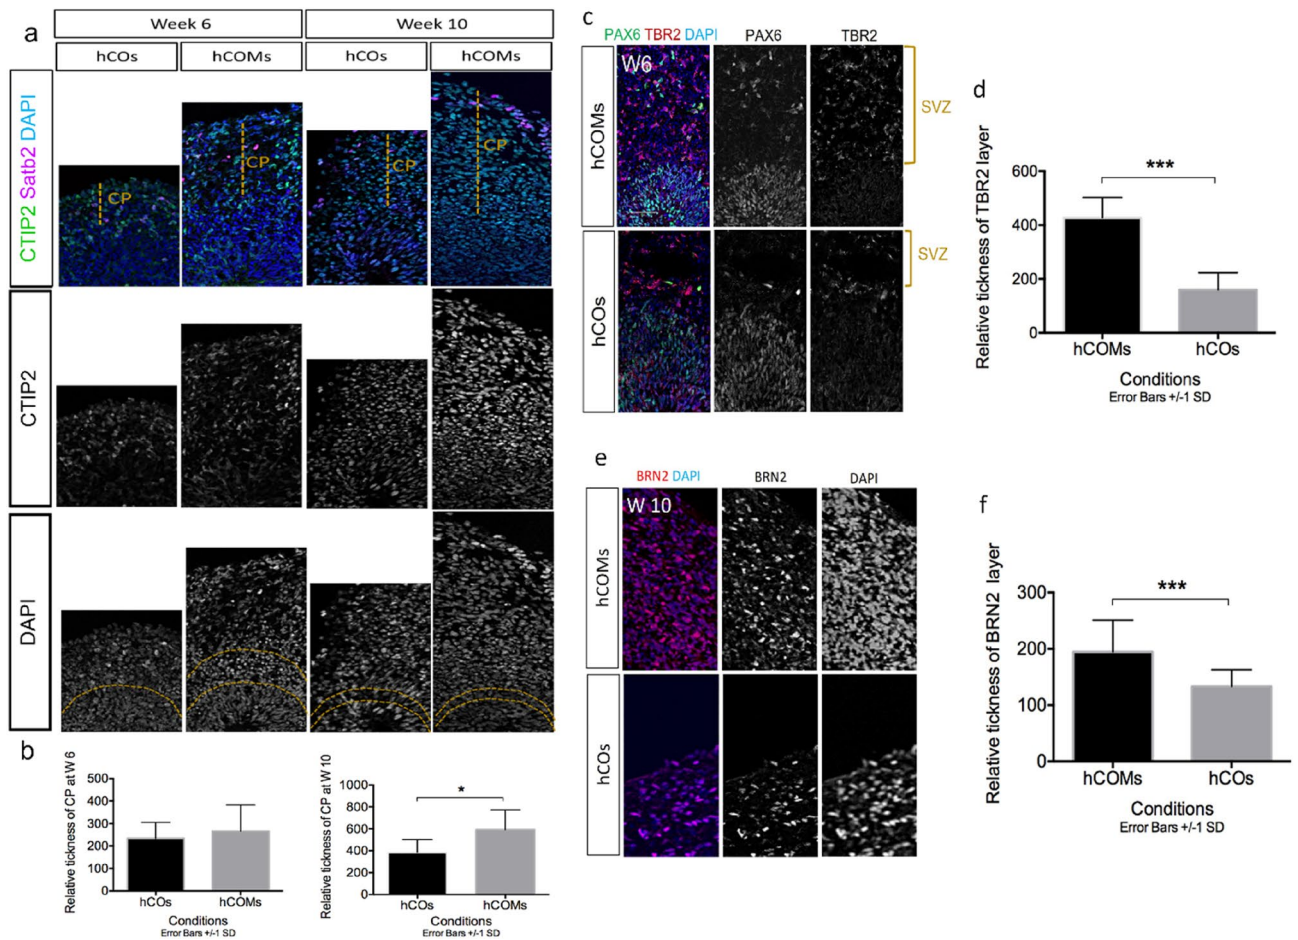 a
Week 6
Week 10
hCOs
hCOMs
hCOs
hCOMs
CTIP2 Satb2 DAPI
CP
CP
CP
CP
CTIP2
DAPI
b
Relative tickness of CP at W 6
500
400
300
200
100
0
hCOs
hCOMs
Conditions
Error Bars +/-1 SD
Relative tickness of CP at W 10
1000
800
600
400
200
0
*
hCOs
hCOMs
Conditions
Error Bars +/-1 SD
c
PAX6 TBR2 DAPI
PAX6
TBR2
hCOMs
W6
SVZ
hCOs
SVZ
d
Relative tickness of TBR2 layer
600
400
200
0
***
hCOMs
hCOs
Conditions
Error Bars +/-1 SD
e
BRN2 DAPI
BRN2
DAPI
hCOMs
W 10
hCOs
f
Relative tickness of BRN2 layer
300
200
100
0
***
hCOMs
hCOs
Conditions
Error Bars +/-1 SD